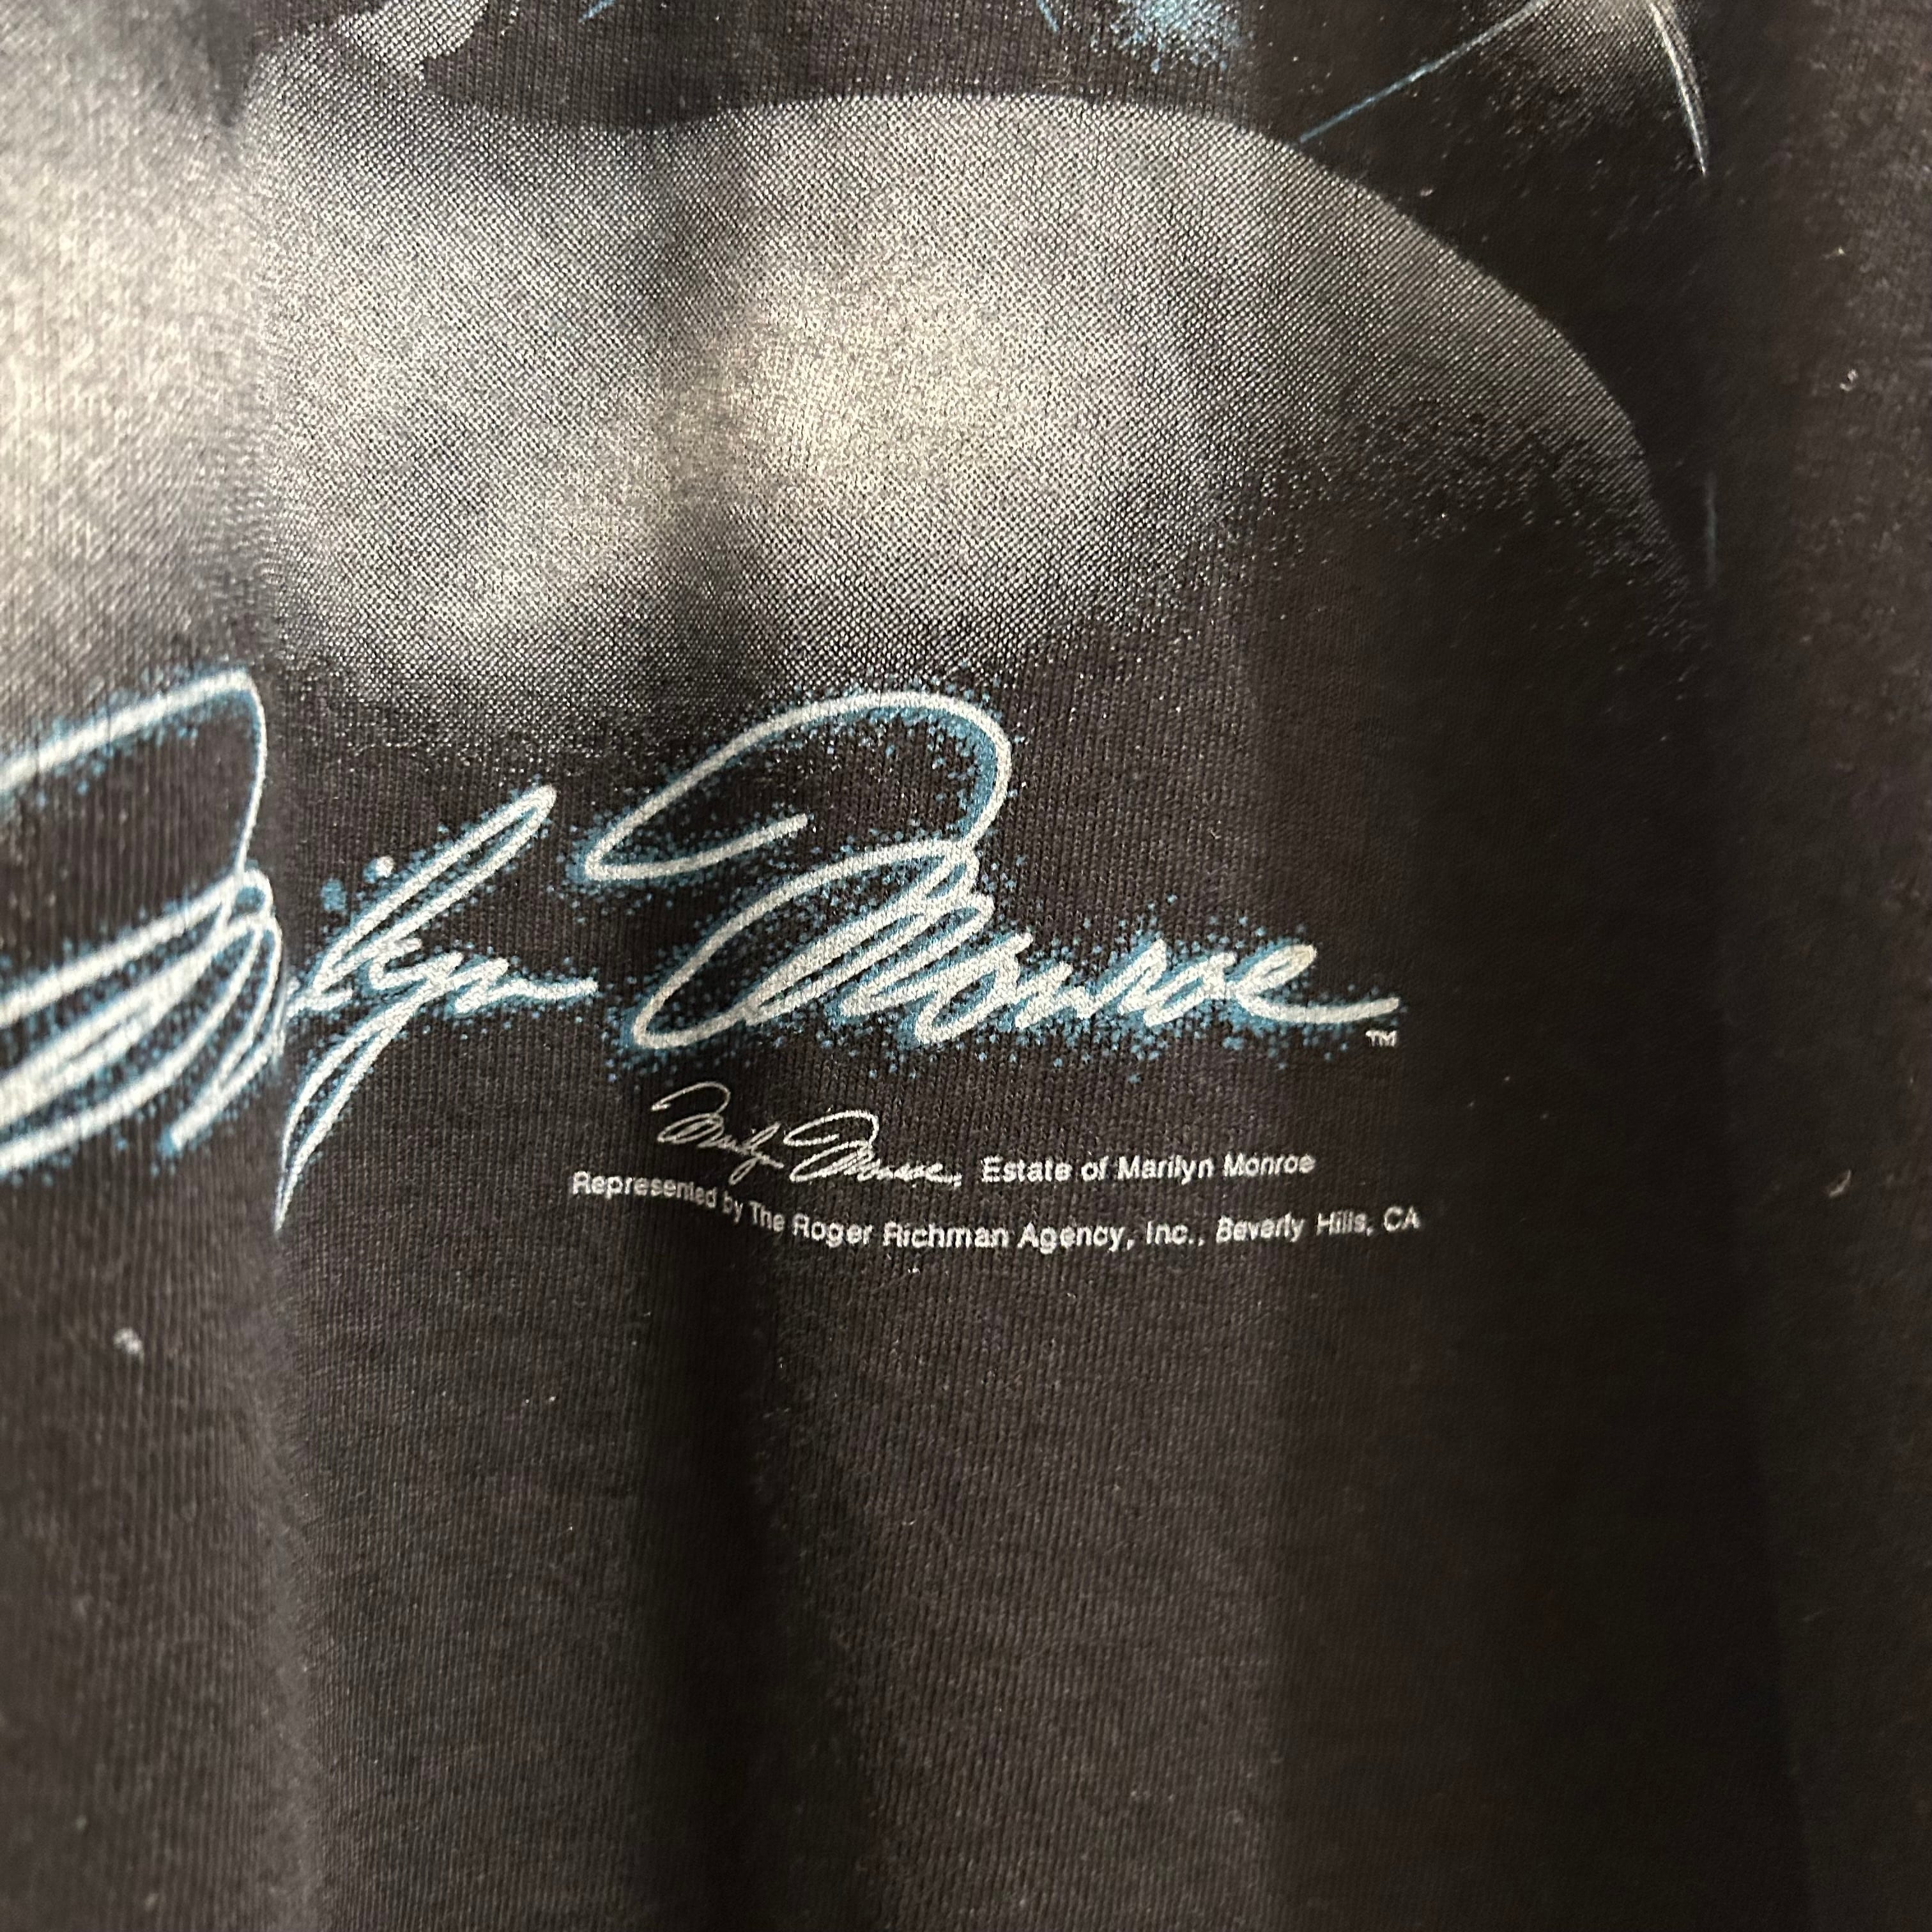 Marilyn Monroe™
Marilyn Monroe, Estate of Marilyn Monroe
Represented by The Roger Richman Agency, Inc., Beverly Hills, CA